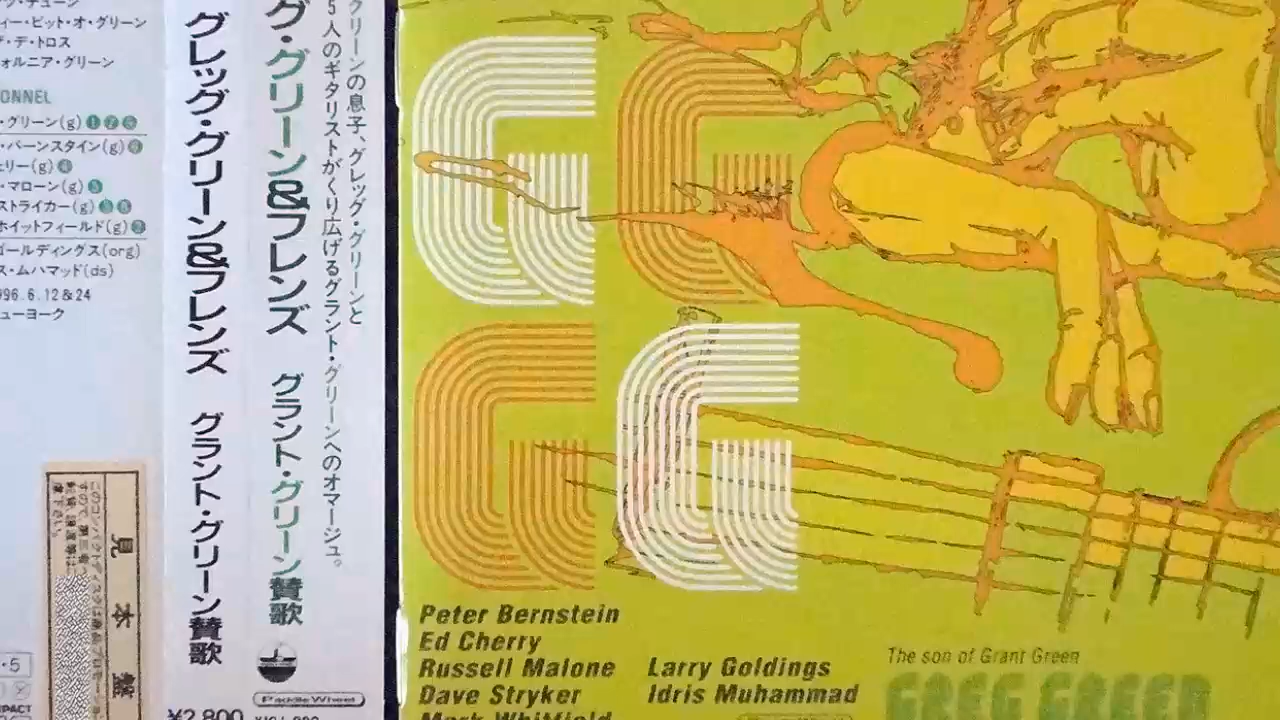 ィー・ビット・オ・グリーン
デ・トロス
ォルニア・グリーン
ONNEL
・グリーン(g)
・バーンスタイン(g)
ェリー(g)
・マローン(g)
ストライカー(g)
ホイットフィールド(g)
ゴールディングス(org)
ス・ムハマッド(ds)
96.6.12&24
ューヨーク
見本盤
グレッグ・グリーン&フレンズ グラント・グリーン賛歌
¥2,800
グ・グリーン&フレンズ グラント・グリーン賛歌
Paddle Wheel
グリーンの息子、グレッグ・グリーンと
5人のギタリストがくり広げるグラント・グリーンへのオマージュ。
Peter Bernstein
Ed Cherry
Russell Malone
Dave Stryker
Mark Whitfield
Larry Goldings
Idris Muhammad
The son of Grant Green
GREG GREEN